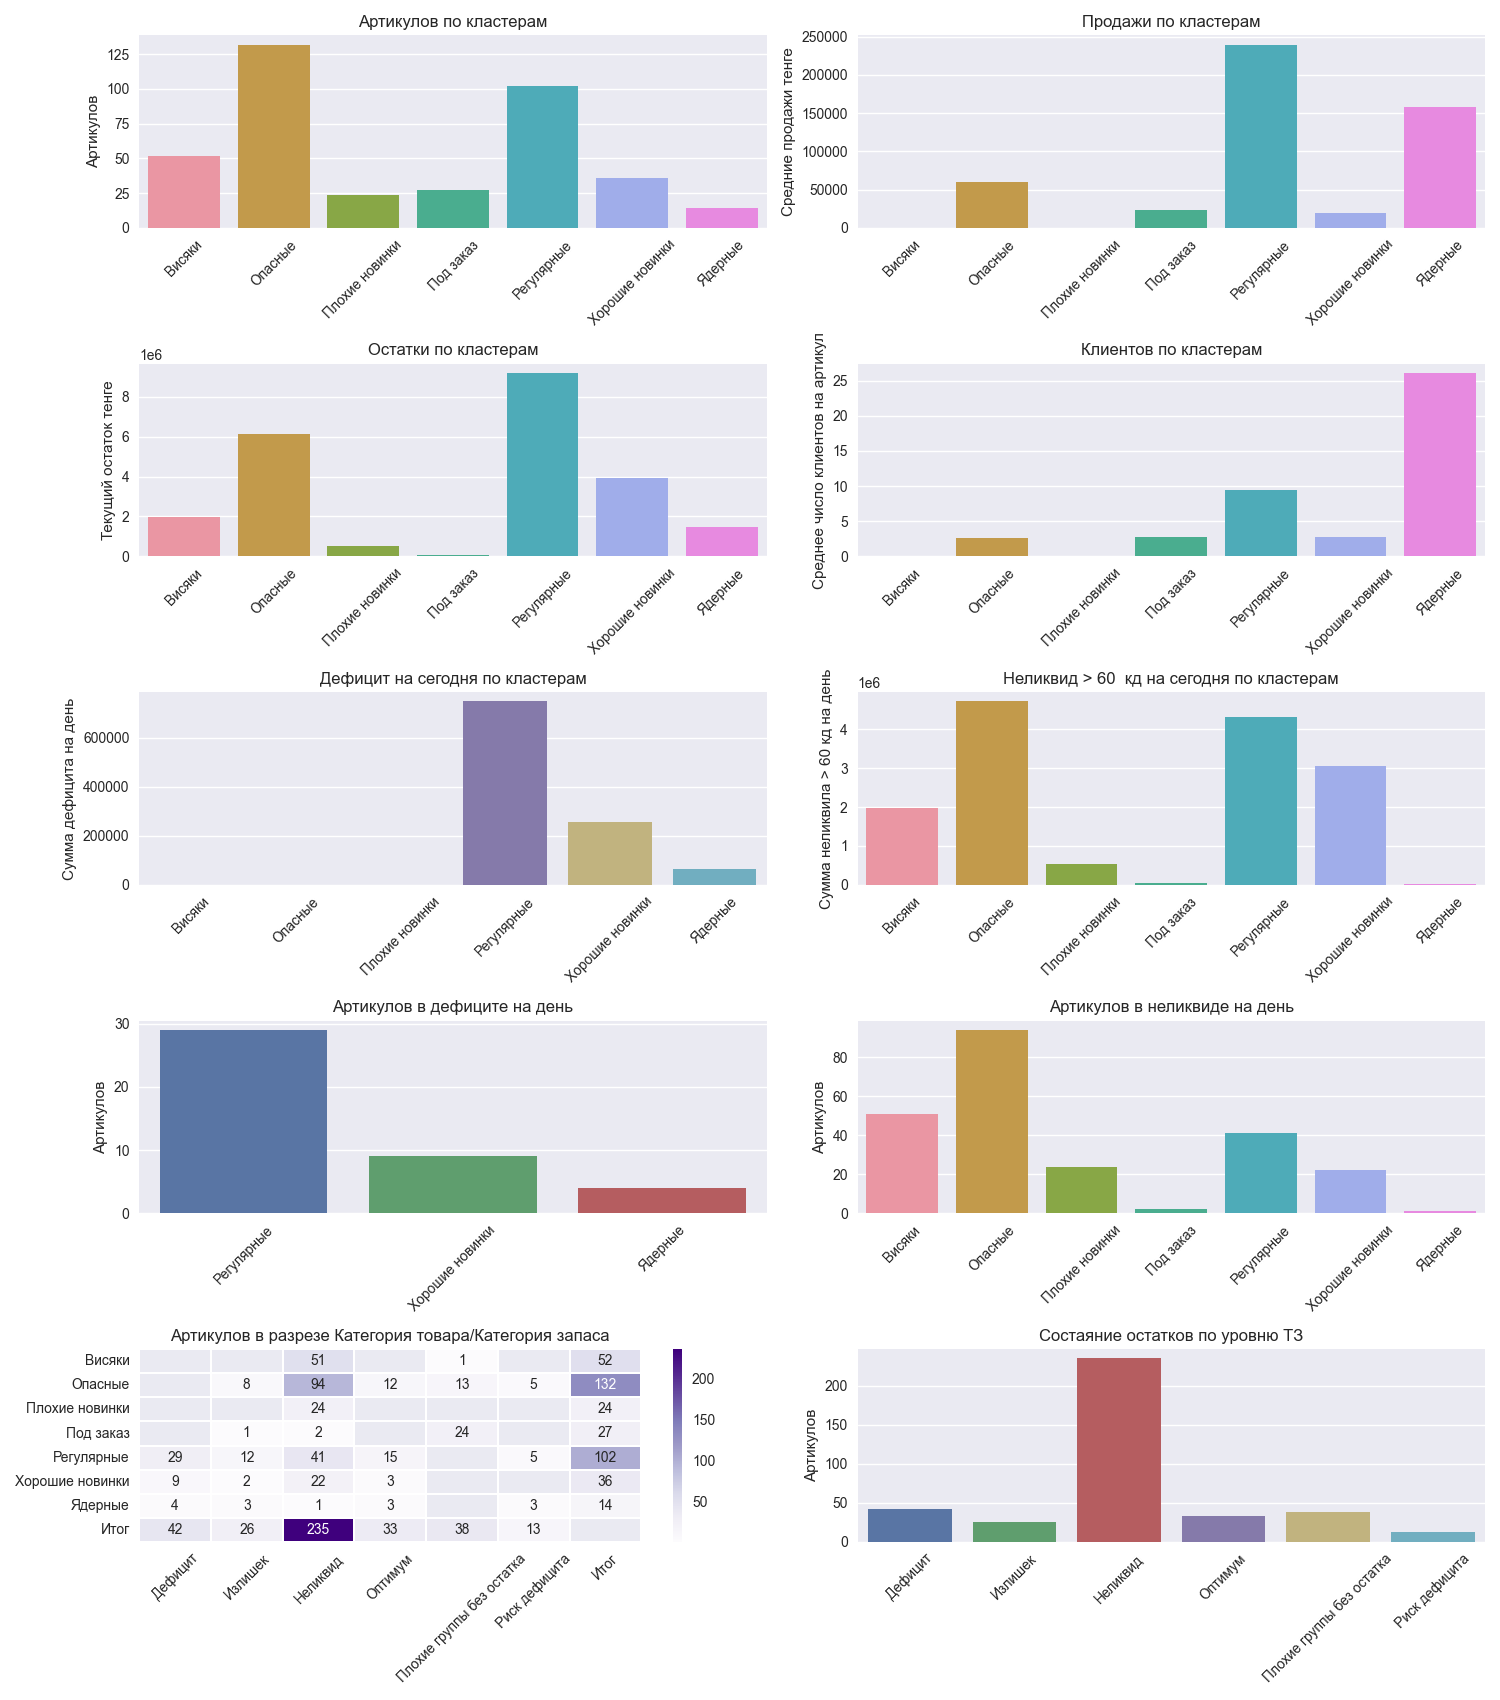 Артикулов по кластерам
Артикулов
125
100
75
50
25
0
Висяки
Опасные
Плохие новинки
Под заказ
Регулярные
Хорошие новинки
Ядерные
Продажи по кластерам
Средние продажи тенге
250000
200000
150000
100000
50000
0
Висяки
Опасные
Плохие новинки
Под заказ
Регулярные
Хорошие новинки
Ядерные
Остатки по кластерам
1e6
Текущий остаток тенге
8
6
4
2
0
Висяки
Опасные
Плохие новинки
Под заказ
Регулярные
Хорошие новинки
Ядерные
Клиентов по кластерам
Среднее число клиентов на артикул
25
20
15
10
5
0
Висяки
Опасные
Плохие новинки
Под заказ
Регулярные
Хорошие новинки
Ядерные
Дефицит на сегодня по кластерам
Сумма дефицита на день
600000
400000
200000
0
Висяки
Опасные
Плохие новинки
Регулярные
Хорошие новинки
Ядерные
Неликвид > 60  кд на сегодня по кластерам
1e6
Сумма неликвила > 60 кд на день
4
3
2
1
0
Висяки
Опасные
Плохие новинки
Под заказ
Регулярные
Хорошие новинки
Ядерные
Артикулов в дефиците на день
Артикулов
30
20
10
0
Регулярные
Хорошие новинки
Ядерные
Артикулов в неликвиде на день
Артикулов
80
60
40
20
0
Висяки
Опасные
Плохие новинки
Под заказ
Регулярные
Хорошие новинки
Ядерные
Артикулов в разрезе Категория товара/Категория запаса
Висяки 51 1 52
Опасные 8 94 12 13 5 132
Плохие новинки 24 24
Под заказ 1 2 24 27
Регулярные 29 12 41 15 5 102
Хорошие новинки 9 2 22 3 36
Ядерные 4 3 1 3 3 14
Итог 42 26 235 33 38 13
Дефицит
Излишек
Неликвид
Оптимум
Плохие группы без остатка
Риск дефицита
Итог
200
150
100
50
Состаяние остатков по уровню ТЗ
Артикулов
200
150
100
50
0
Дефицит
Излишек
Неликвид
Оптимум
Плохие группы без остатка
Риск дефицита